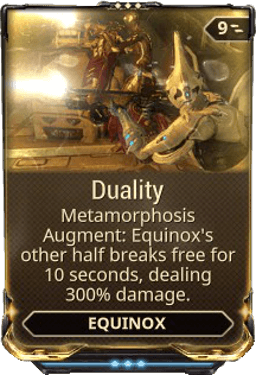 9
Duality
Metamorphosis
Augment: Equinox's
other half breaks free for
10 seconds, dealing
300% damage.
EQUINOX